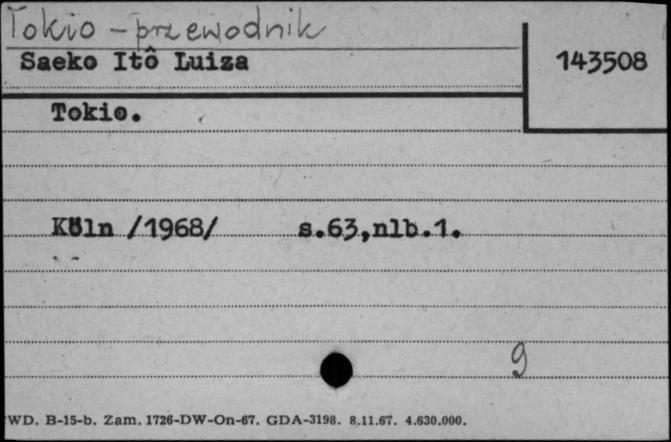 Tokio - przewodnik
Saeko Itô Luiza
143508
Tokio.
Köln /1968/ s.63,nlb.1.
9
WD. B-15-b. Zam. 1726-DW-On-67. GDA-3198. 8.11.67. 4.630.000.